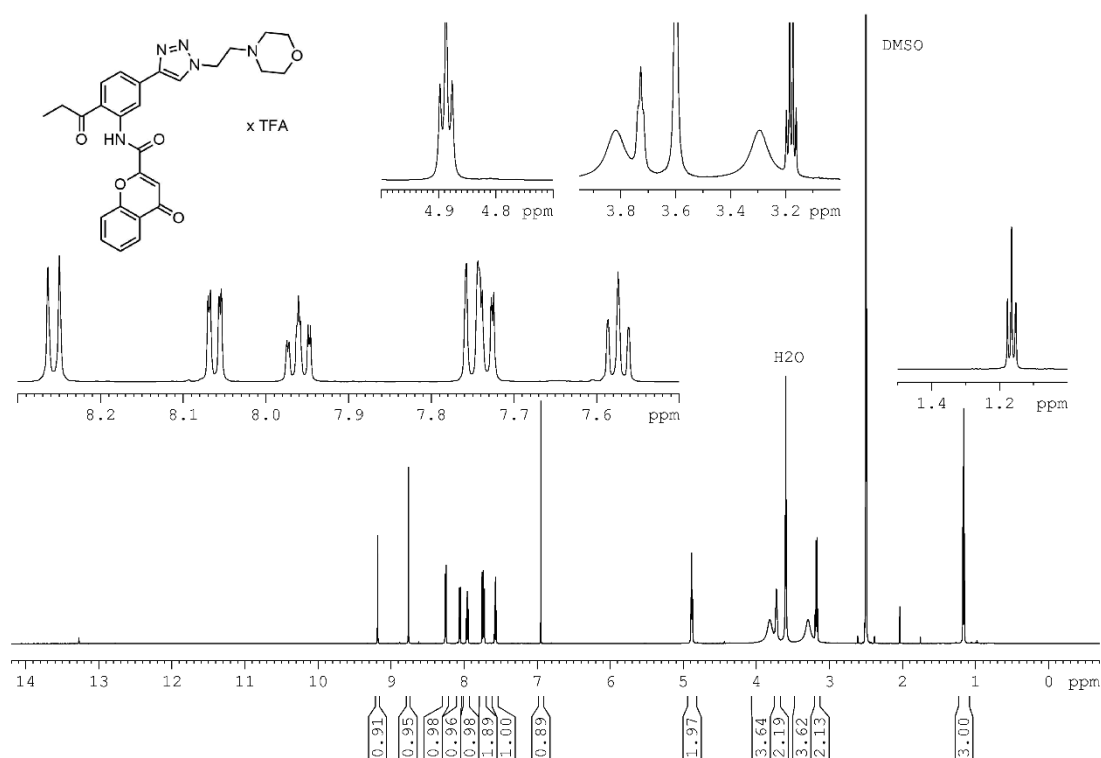 N N
N
N
O
x TFA
O
HN O
O
O
4.9 4.8 ppm
3.8 3.6 3.4 3.2 ppm
DMSO
H2O
8.2 8.1 8.0 7.9 7.8 7.7 7.6 ppm
1.4 1.2 ppm
14 13 12 11 10 9 8 7 6 5 4 3 2 1 0 ppm
0.91 0.95 0.98 0.96 0.98 1.89 1.00 0.89 1.97 3.64 2.19 3.62 2.13 3.00